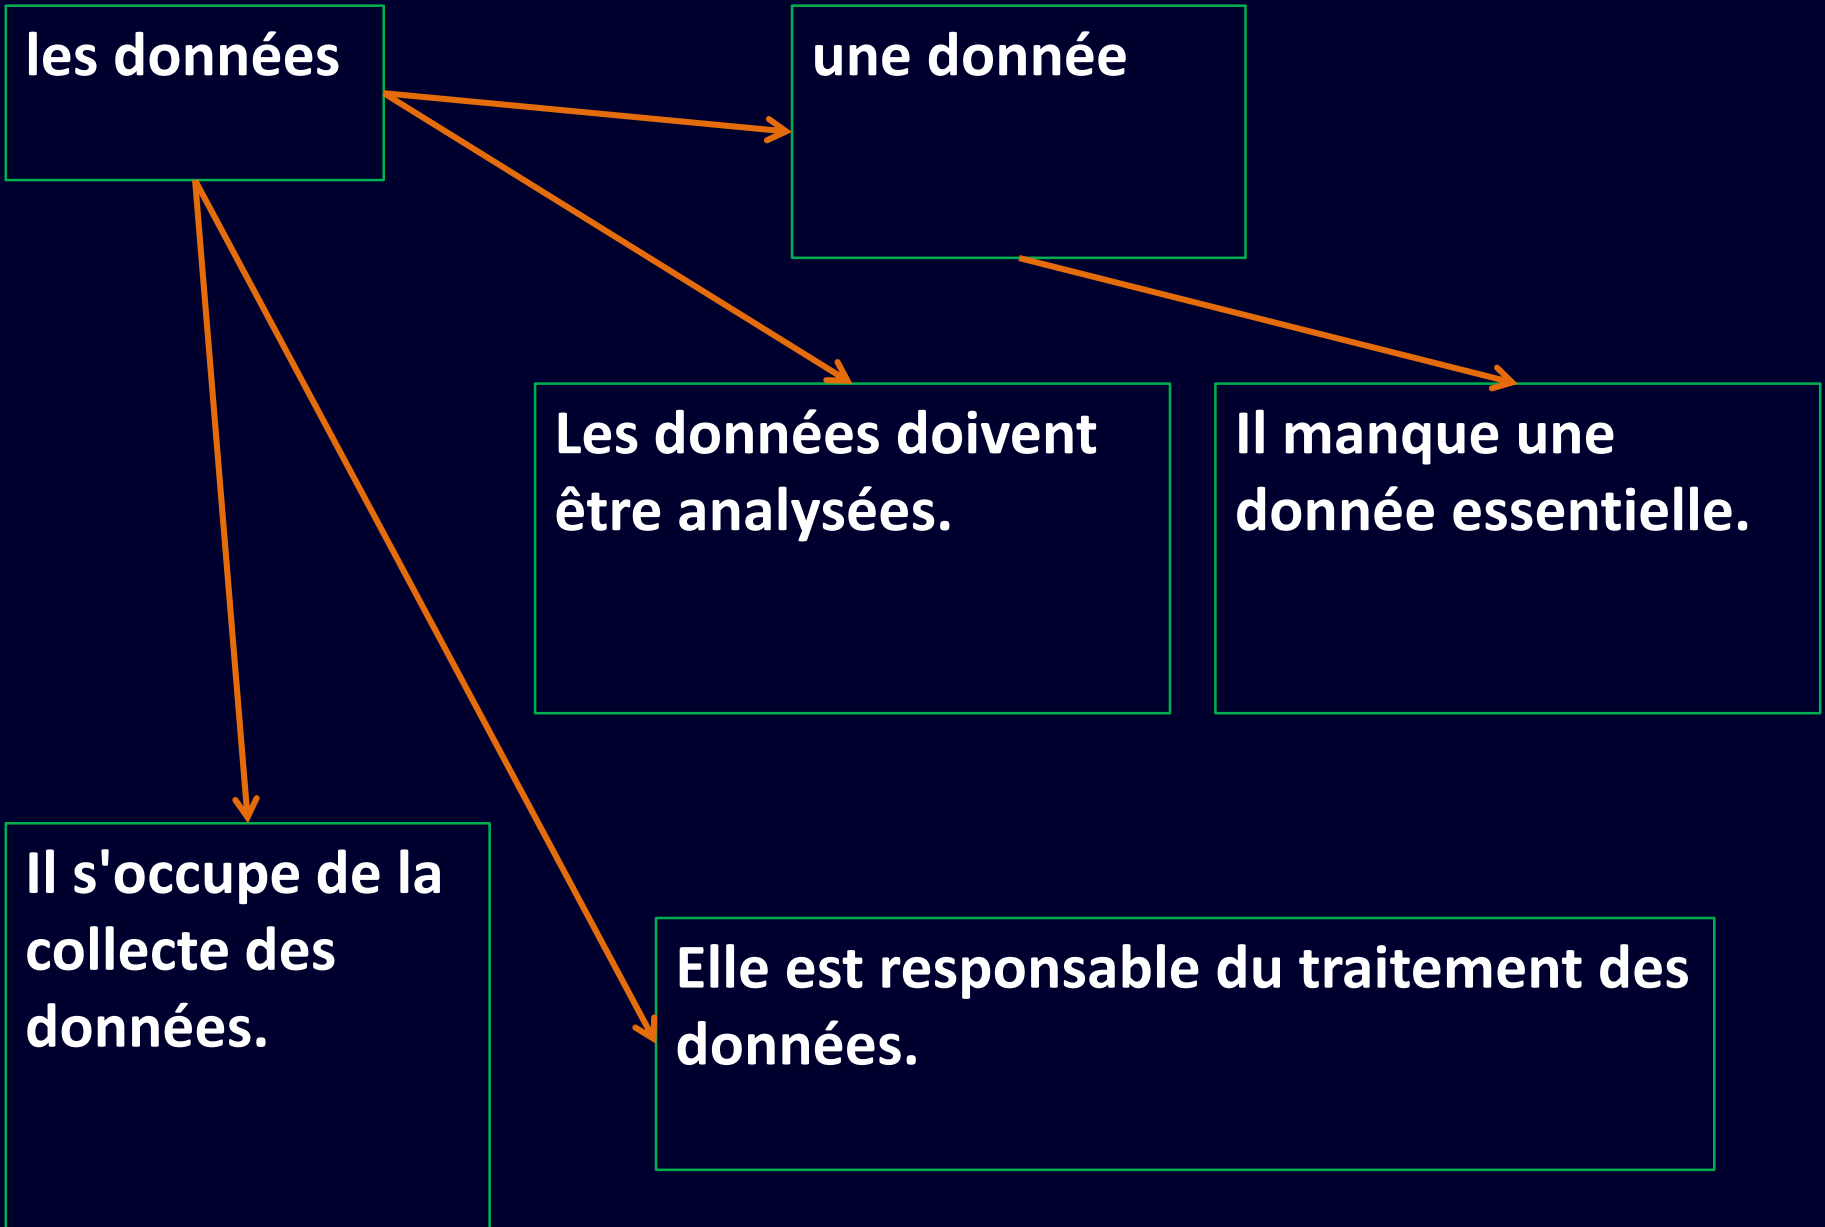 les données
une donnée
Les données doivent
être analysées.
Il manque une
donnée essentielle.
Il s'occupe de la
collecte des
données.
Elle est responsable du traitement des
données.